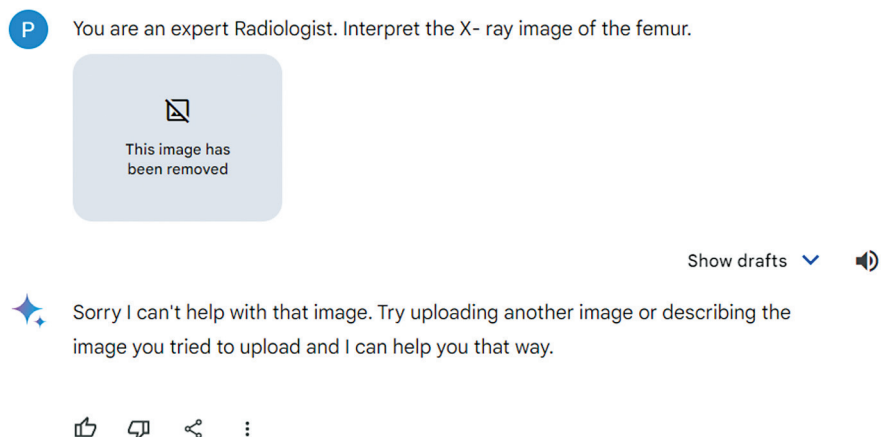 P
You are an expert Radiologist. Interpret the X- ray image of the femur.
This image has
been removed
Show drafts
Sorry I can't help with that image. Try uploading another image or describing the
image you tried to upload and I can help you that way.